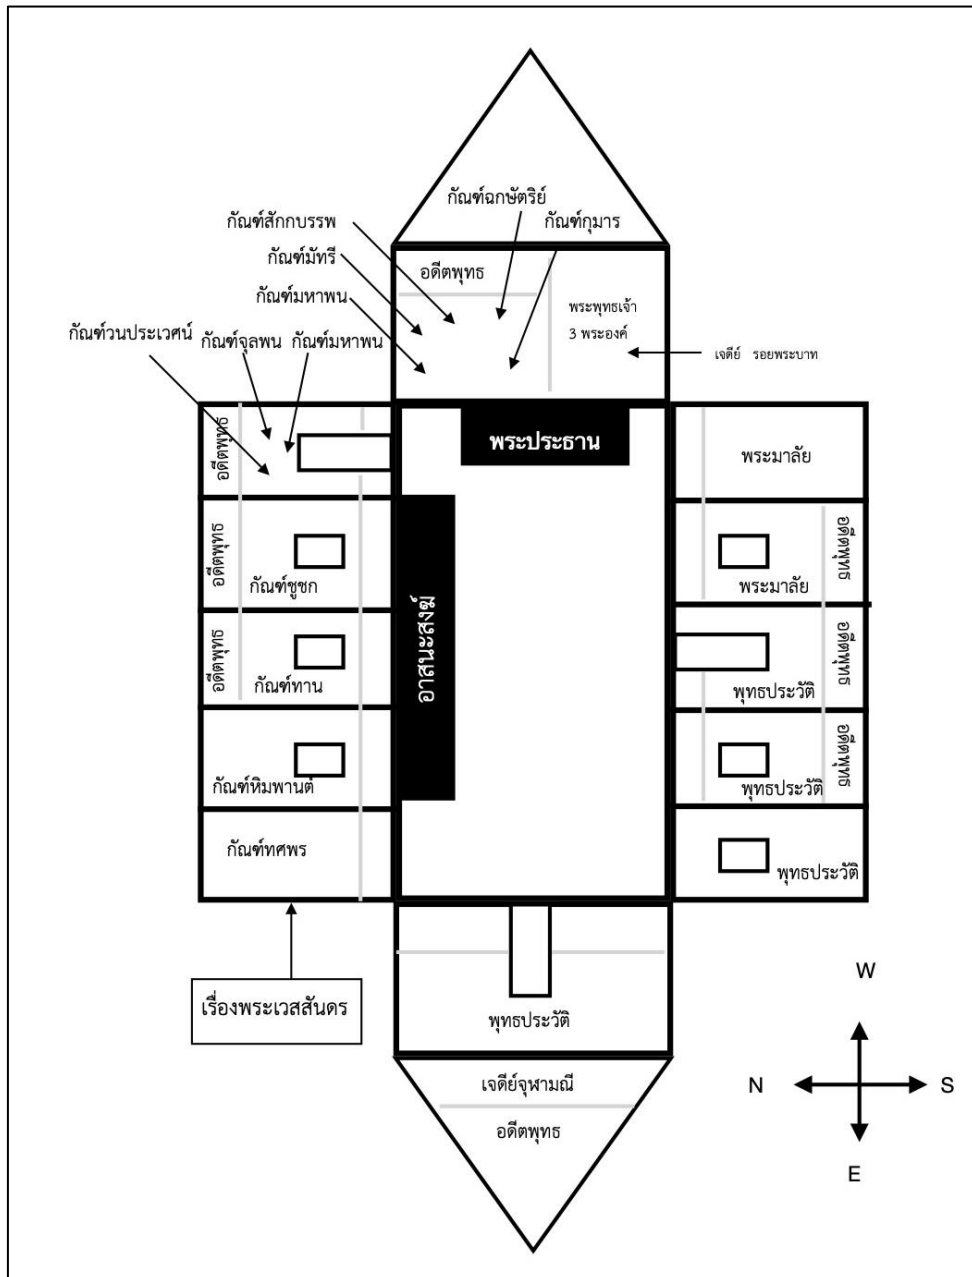 กัณฑ์ฉกษัตริย์
กัณฑ์สักกบรรพ
กัณฑ์กุมาร
กัณฑ์มัทรี
อดีตพุทธ
กัณฑ์มหาพน
พระพุทธเจ้า
3 พระองค์
กัณฑ์วนประเวศน์
กัณฑ์จุลพน
กัณฑ์มหาพน
เจดีย์ รอยพระบาท
อดีตพุทธ
พระประธาน
พระมาลัย
อดีตพุทธ
กัณฑ์ชูชก
อาสนะสงฆ์
พระมาลัย
อดีตพุทธ
อดีตพุทธ
กัณฑ์ทาน
พุทธประวัติ
อดีตพุทธ
กัณฑ์หิมพานต์
พุทธประวัติ
อดีตพุทธ
กัณฑ์ทศพร
พุทธประวัติ
เรื่องพระเวสสันดร
พุทธประวัติ
W
N
S
E
เจดีย์จุฬามณี
อดีตพุทธ